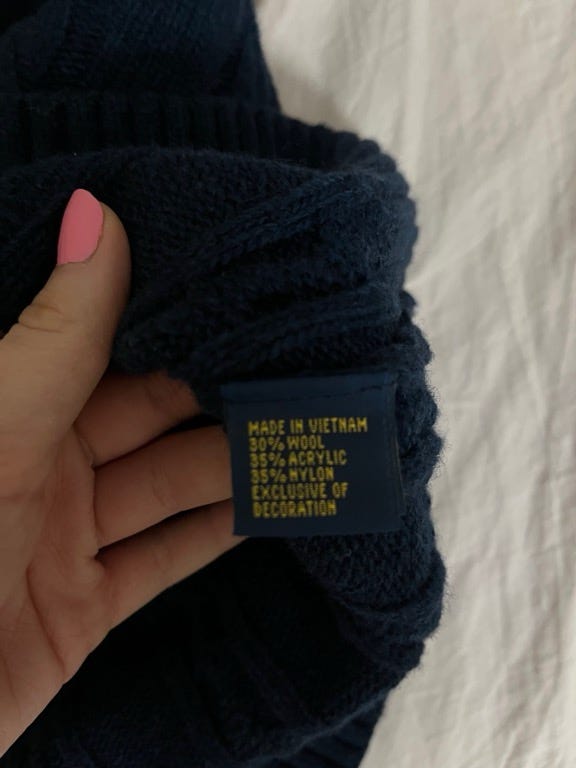 MADE IN VIETNAM
30% WOOL
35% ACRYLIC
35% NYLON
EXCLUSIVE OF
DECORATION